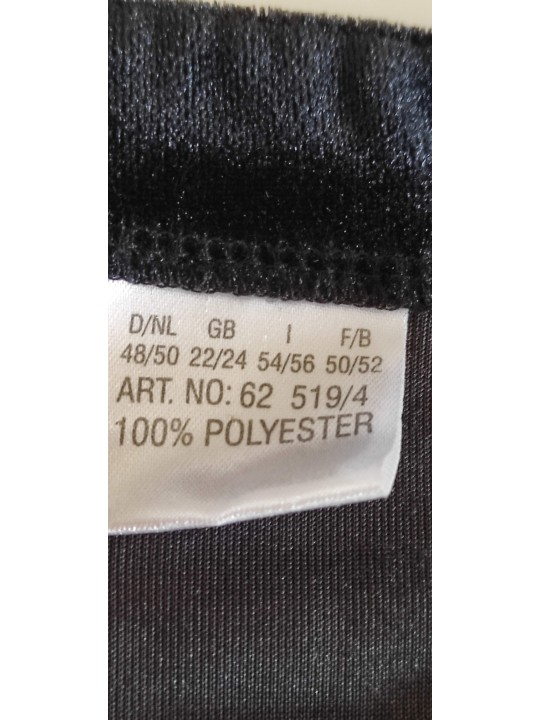 D/NL GB I F/B
48/50 22/24 54/56 50/52
ART. NO: 62 519/4
100% POLYESTER